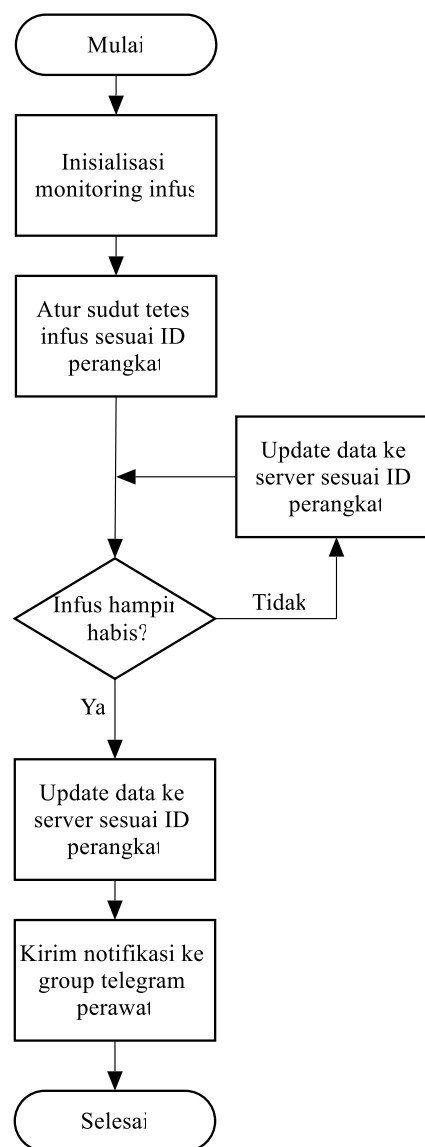 Mulai
Inisialisasi
monitoring infus
Atur sudut tetes
infus sesuai ID
perangkat
Update data ke
server sesuai ID
perangkat
Infus hampir
habis?
Tidak
Ya
Update data ke
server sesuai ID
perangkat
Kirim notifikasi ke
group telegram
perawat
Selesai